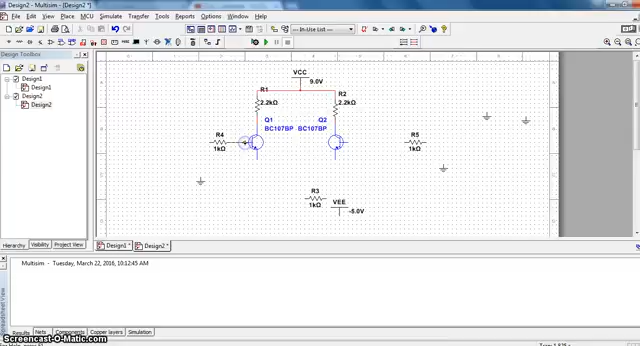 Design2 - Multisim - [Design2 *]
File Edit View Place MCU Simulate Transfer Tools Reports Options Window Help
--- In-Use List ---
Design Toolbox
Design1
Design1
Design2
Design2
VCC
9.0V
R1
2.2kΩ
R2
2.2kΩ
Q1
BC107BP
Q2
BC107BP
R4
1kΩ
R5
1kΩ
R3
1kΩ
VEE
-5.0V
Hierarchy Visibility Project View
Design1 * Design2 *
Multisim - Tuesday, March 22, 2016, 10:12:45 AM
Spreadsheet View
Results Nets Components Copper layers Simulation
Screencast-O-Matic.com